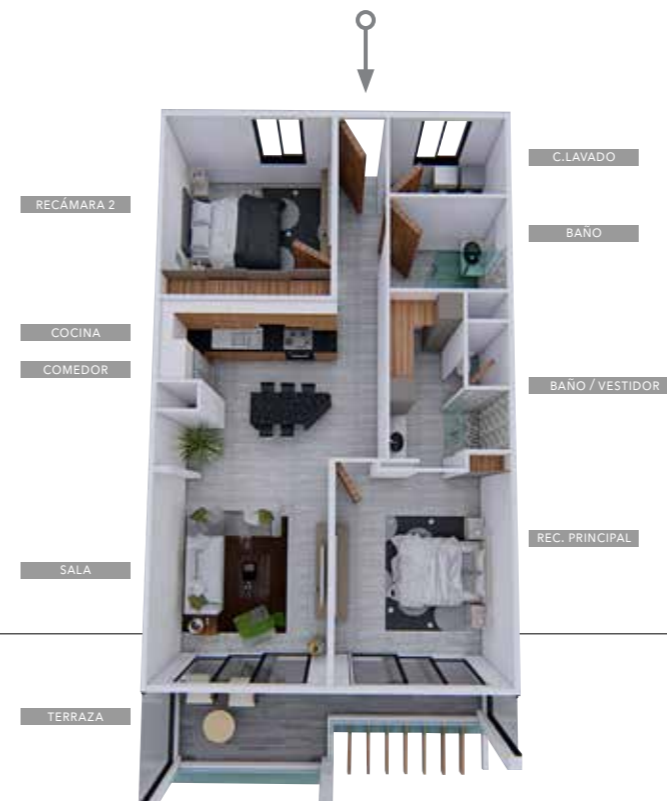 RECÁMARA 2
COCINA
COMEDOR
SALA
TERRAZA
C.LAVADO
BAÑO
BAÑO / VESTIDOR
REC. PRINCIPAL